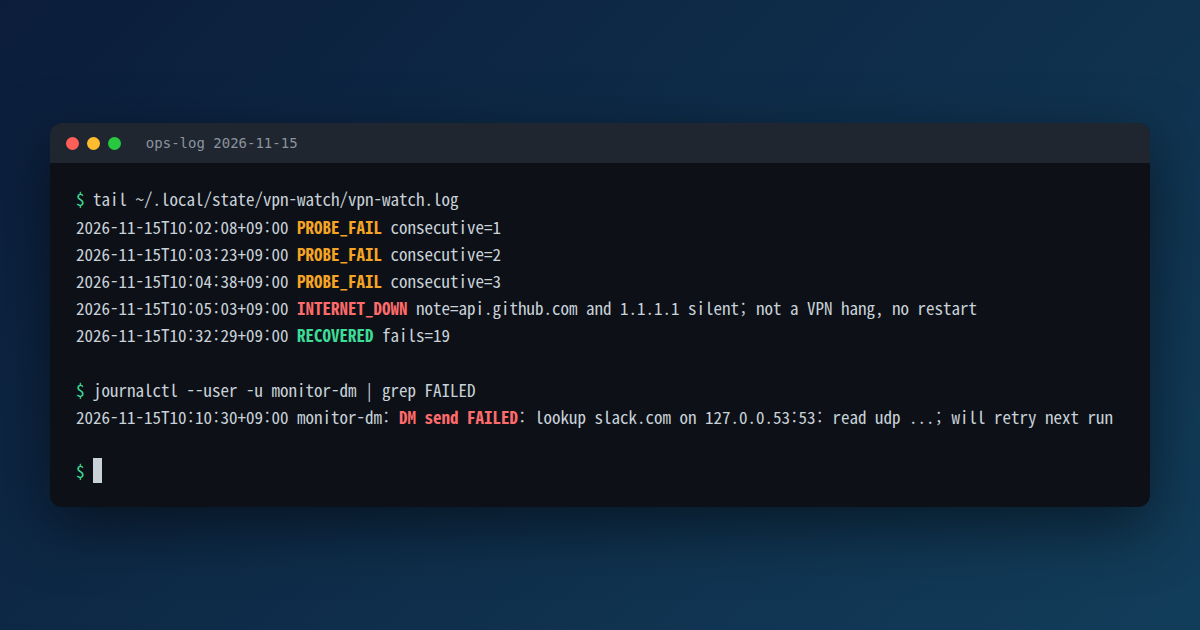 ops-log 2026-11-15
$ tail ~/.local/state/vpn-watch/vpn-watch.log
2026-11-15T10:02:08+09:00 PROBE_FAIL consecutive=1
2026-11-15T10:03:23+09:00 PROBE_FAIL consecutive=2
2026-11-15T10:04:38+09:00 PROBE_FAIL consecutive=3
2026-11-15T10:05:03+09:00 INTERNET_DOWN note=api.github.com and 1.1.1.1 silent; not a VPN hang, no restart
2026-11-15T10:32:29+09:00 RECOVERED fails=19
$ journalctl --user -u monitor-dm | grep FAILED
2026-11-15T10:10:30+09:00 monitor-dm: DM send FAILED: lookup slack.com on 127.0.0.53:53: read udp ...; will retry next run
$